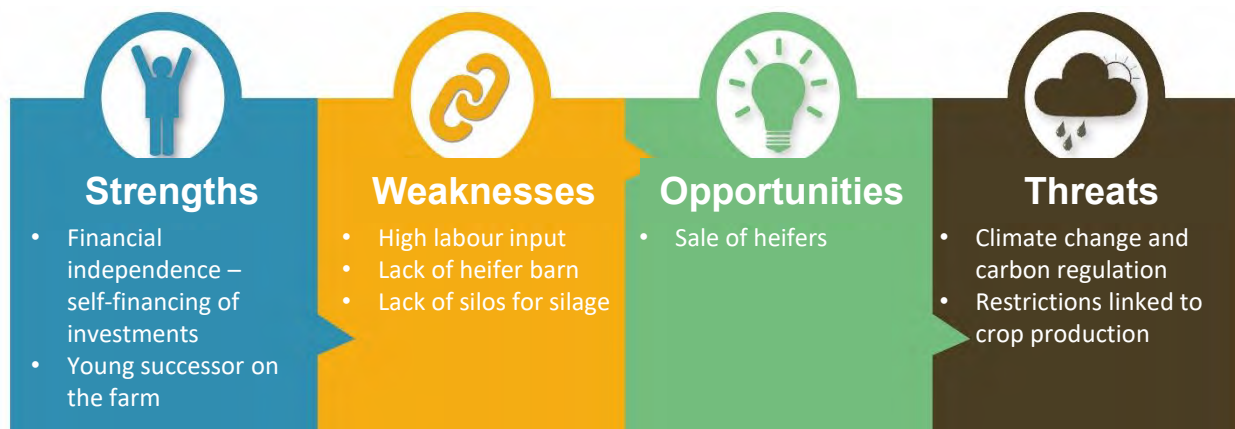 Strengths
• Financial
independence –
self-financing of
investments
• Young successor on
the farm
Weaknesses
• High labour input
• Lack of heifer barn
• Lack of silos for silage
Opportunities
• Sale of heifers
Threats
• Climate change and
carbon regulation
• Restrictions linked to
crop production